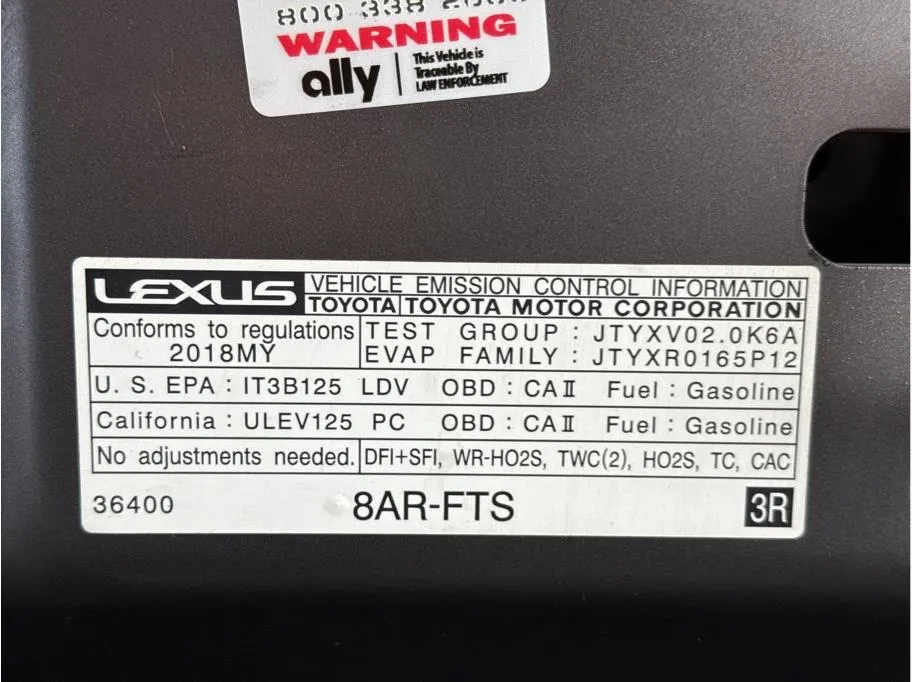 800 338
WARNING
ally | This Vehicle is
Traceable By
LAW ENFORCEMENT
LEXUS VEHICLE EMISSION CONTROL INFORMATION
TOYOTA | TOYOTA MOTOR CORPORATION
Conforms to regulations TEST GROUP : JTYXV02.0K6A
2018MY EVAP FAMILY : JTYXR0165P12
U. S. EPA : IT3B125 LDV OBD : CAII Fuel : Gasoline
California : ULEV125 PC OBD : CAII Fuel : Gasoline
No adjustments needed. DFI+SFI, WR-HO2S, TWC(2), HO2S, TC, CAC
36400 8AR-FTS 3R